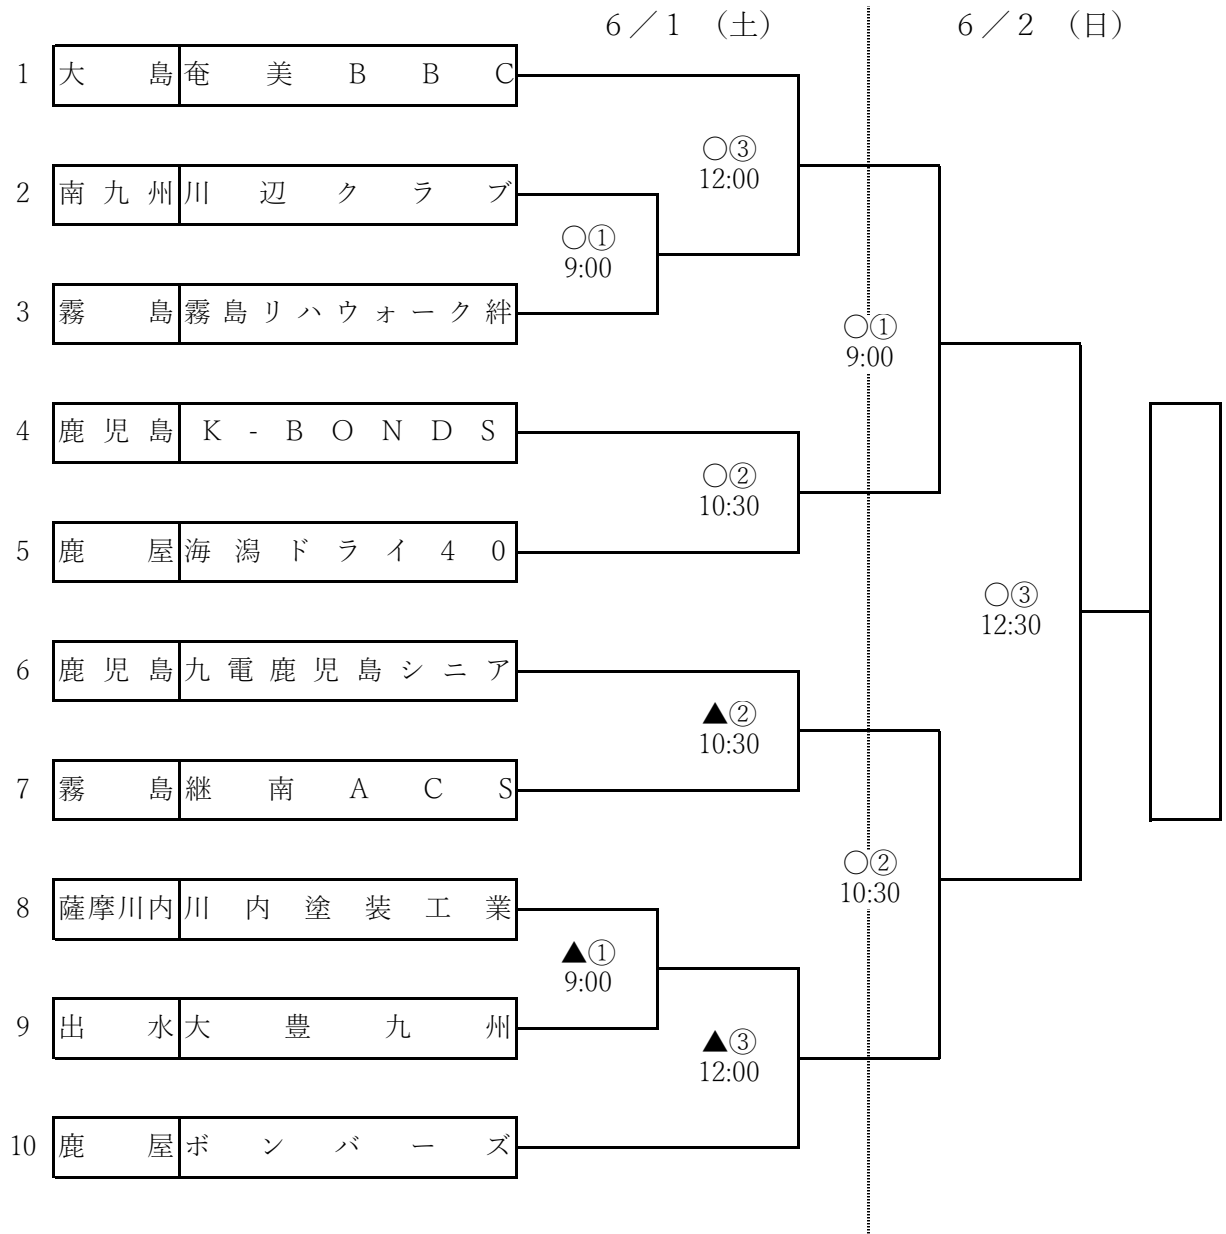 ６／１ （土）
６／２ （日）
1 大島 奄美ＢＢＣ
○③
12:00
2 南九州 川辺クラブ
○①
9:00
3 霧島 霧島リハウォーク絆
○①
9:00
4 鹿児島 K-BONDS
○②
10:30
5 鹿屋 海潟ドライ４０
○③
12:30
6 鹿児島 九電鹿児島シニア
▲②
10:30
7 霧島 継南ＡＣＳ
○②
10:30
8 薩摩川内 川内塗装工業
▲①
9:00
9 出水 大豊九州
▲③
12:00
10 鹿屋 ボンバーズ